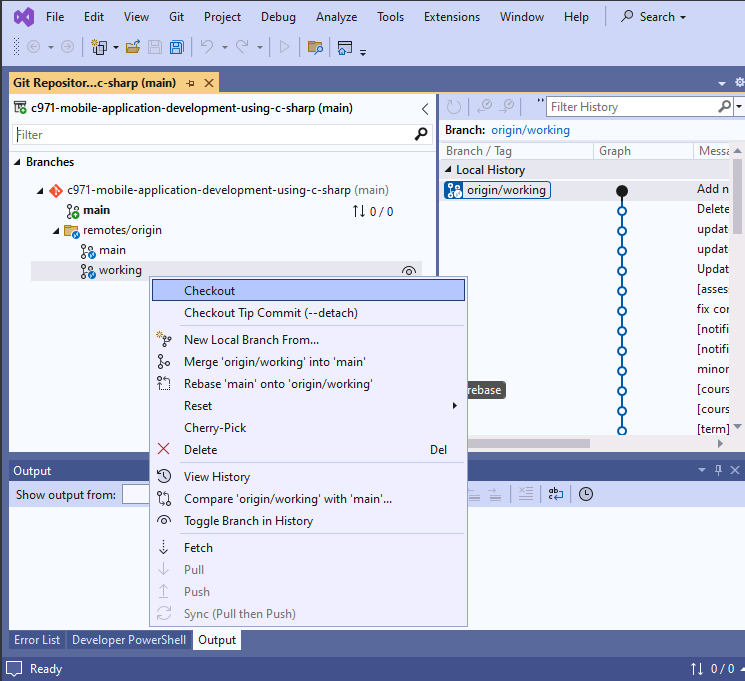 File Edit View Git Project Debug Analyze Tools Extensions Window Help Search
Git Repositor...c-sharp (main)
c971-mobile-application-development-using-c-sharp (main)
Filter
Branches
c971-mobile-application-development-using-c-sharp (main)
main 0 / 0
remotes/origin
main
working
Checkout
Checkout Tip Commit (--detach)
New Local Branch From...
Merge 'origin/working' into 'main'
Rebase 'main' onto 'origin/working'
Reset
Cherry-Pick
Delete Del
View History
Compare 'origin/working' with 'main'...
Toggle Branch in History
Fetch
Pull
Push
Sync (Pull then Push)
Filter History
Branch: origin/working
Branch / Tag Graph Messa
Local History
origin/working Add n
Delete
updat
updat
Updat
[asses
fix cor
[notifi
[notifi
minor
[cours
[cours
[term]
rebase
Output
Show output from:
Error List Developer PowerShell Output
Ready 0 / 0